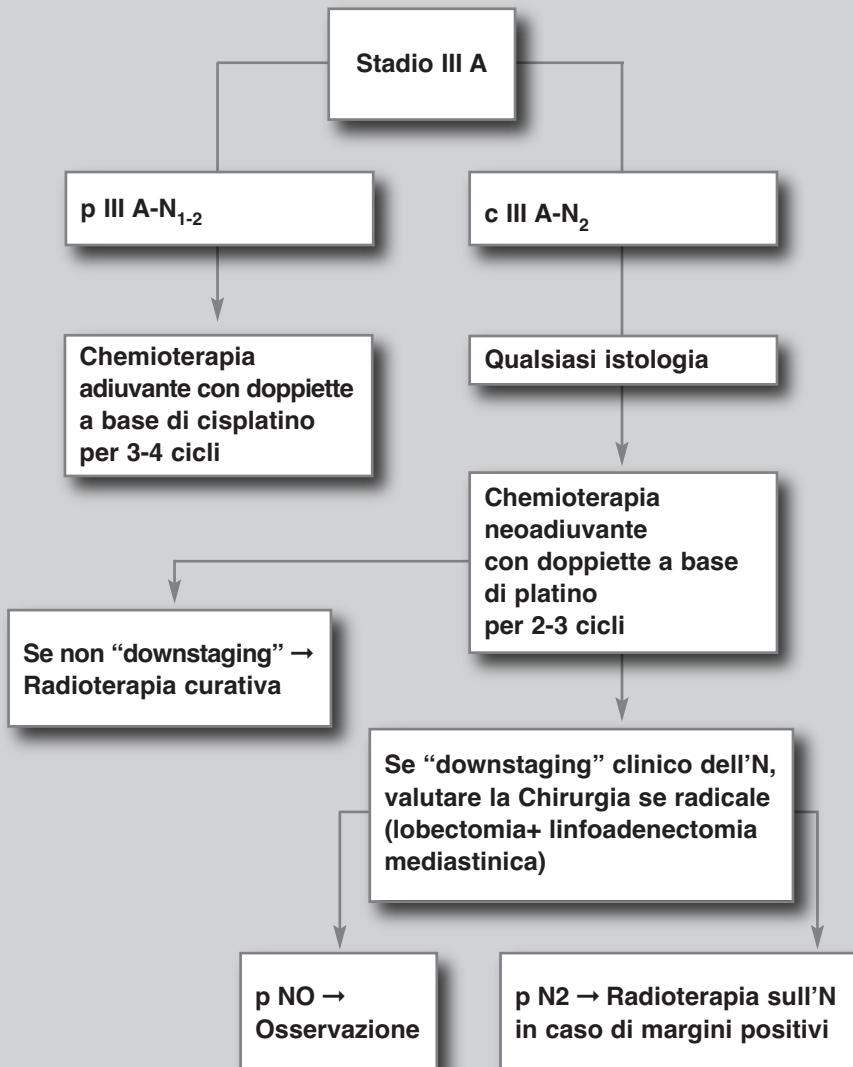 Stadio III A
p III A-N1-2
c III A-N2
Chemioterapia
adiuvante con doppiette
a base di cisplatino
per 3-4 cicli
Qualsiasi istologia
Chemioterapia
neoadiuvante
con doppiette a base
di platino
per 2-3 cicli
Se non “downstaging” →
Radioterapia curativa
Se “downstaging” clinico dell’N,
valutare la Chirurgia se radicale
(lobectomia+ linfoadenectomia
mediastinica)
p NO →
Osservazione
p N2 → Radioterapia sull’N
in caso di margini positivi